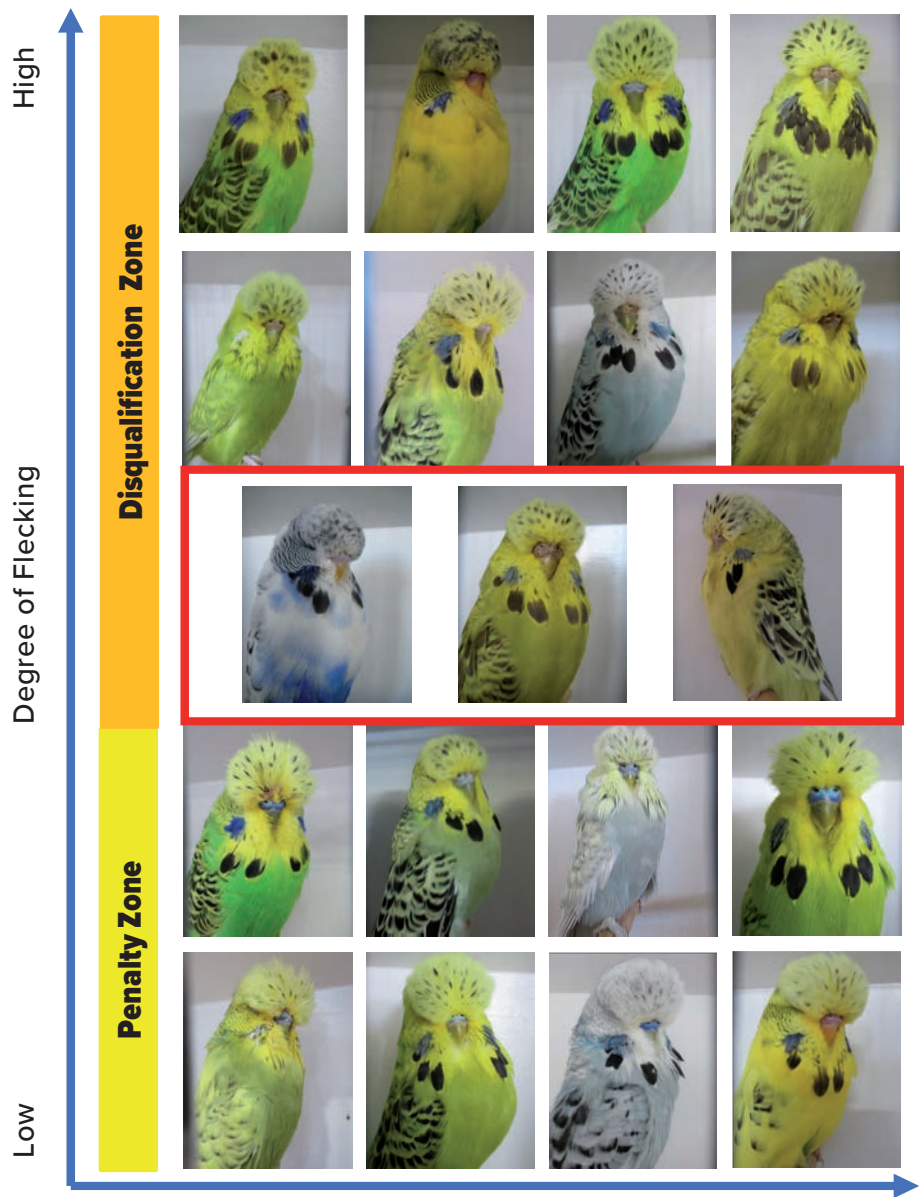 High
Disqualification Zone
Degree of Flecking
Penalty Zone
Low